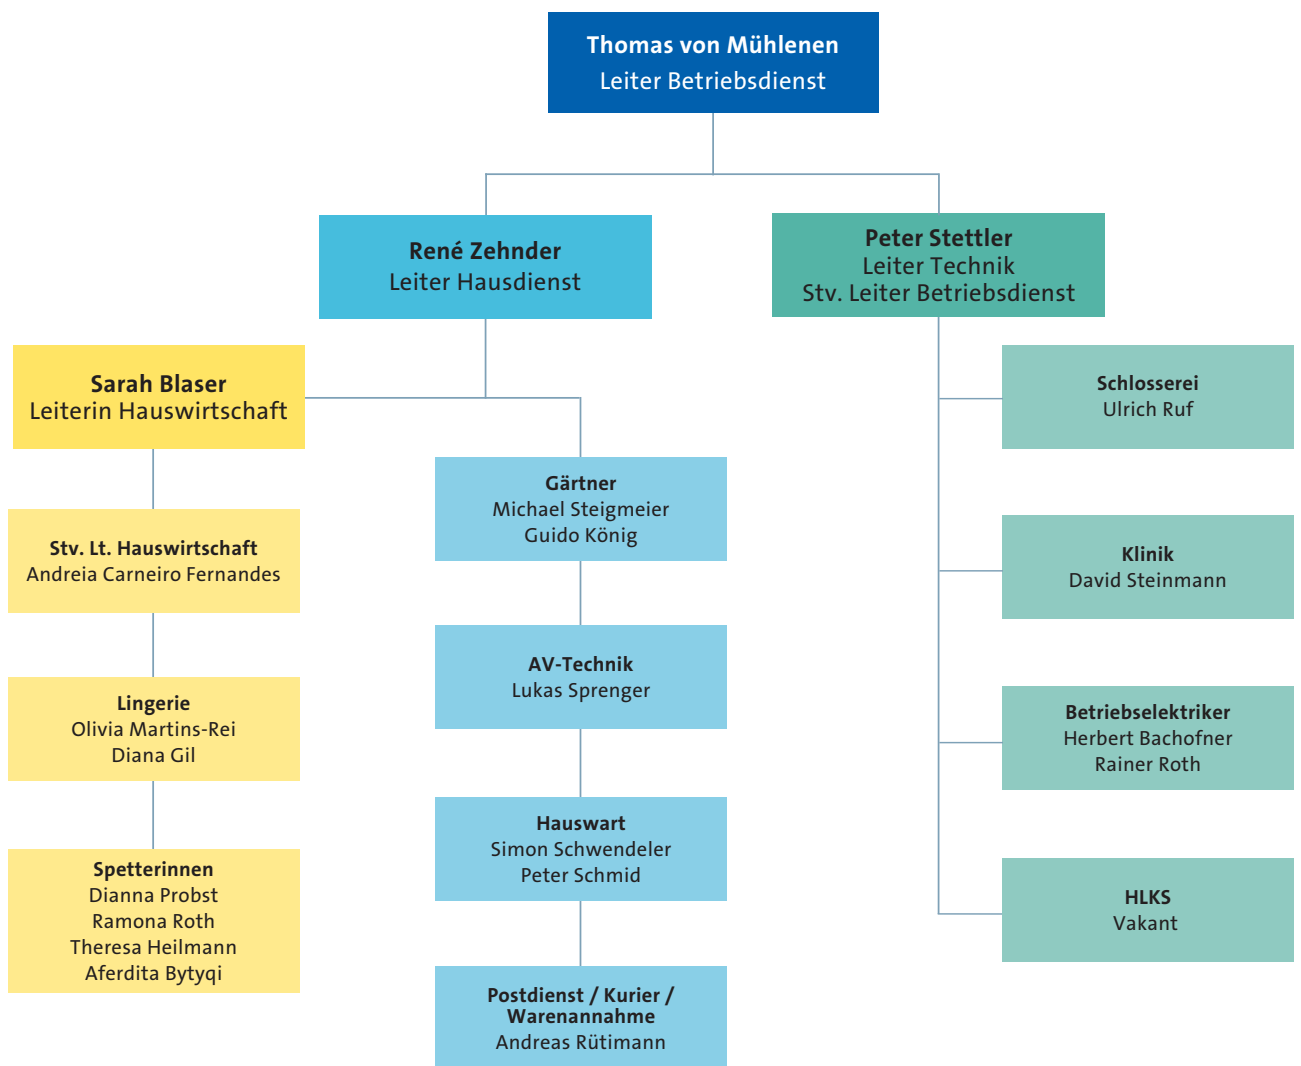 Thomas von Mühlenen
Leiter Betriebsdienst
René Zehnder
Leiter Hausdienst
Peter Stettler
Leiter Technik
Stv. Leiter Betriebsdienst
Sarah Blaser
Leiterin Hauswirtschaft
Stv. Lt. Hauswirtschaft
Andreia Carneiro Fernandes
Lingerie
Olivia Martins-Rei
Diana Gil
Spetterinnen
Dianna Probst
Ramona Roth
Theresa Heilmann
Aferdita Bytyqi
Gärtner
Michael Steigmeier
Guido König
AV-Technik
Lukas Sprenger
Hauswart
Simon Schwendeler
Peter Schmid
Postdienst / Kurier /
Warenannahme
Andreas Rütimann
Schlosserei
Ulrich Ruf
Klinik
David Steinmann
Betriebselektriker
Herbert Bachofner
Rainer Roth
HLKS
Vakant